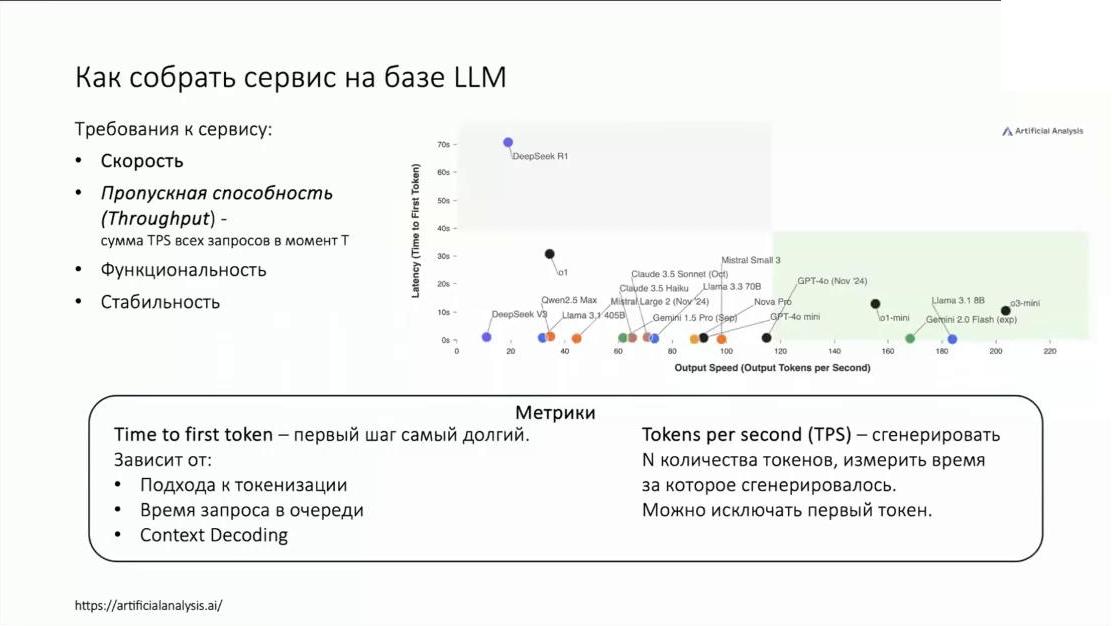 Как собрать сервис на базе LLM
Требования к сервису:
• Скорость
• Пропускная способность
(Throughput) -
сумма TPS всех запросов в момент T
• Функциональность
• Стабильность
Artificial Analysis
Latency (Time to First Token)
70s
60s
50s
40s
30s
20s
10s
0s
DeepSeek R1
o1
Mistral Small 3
Claude 3.5 Sonnet (Oct)
GPT-4o (Nov '24)
Claude 3.5 Haiku
Llama 3.3 70B
Qwen2.5 Max
Mistral Large 2 (Nov '24)
Nova Pro
Llama 3.1 8B
o3-mini
DeepSeek V3
Llama 3.1 405B
Gemini 1.5 Pro (Sep)
GPT-4o mini
o1-mini
Gemini 2.0 Flash (exp)
0 20 40 60 80 100 120 140 160 180 200 220
Output Speed (Output Tokens per Second)
Метрики
Time to first token – первый шаг самый долгий.
Зависит от:
• Подхода к токенизации
• Время запроса в очереди
• Context Decoding
Tokens per second (TPS) – сгенерировать
N количества токенов, измерить время
за которое сгенерировалось.
Можно исключать первый токен.
https://artificialanalysis.ai/